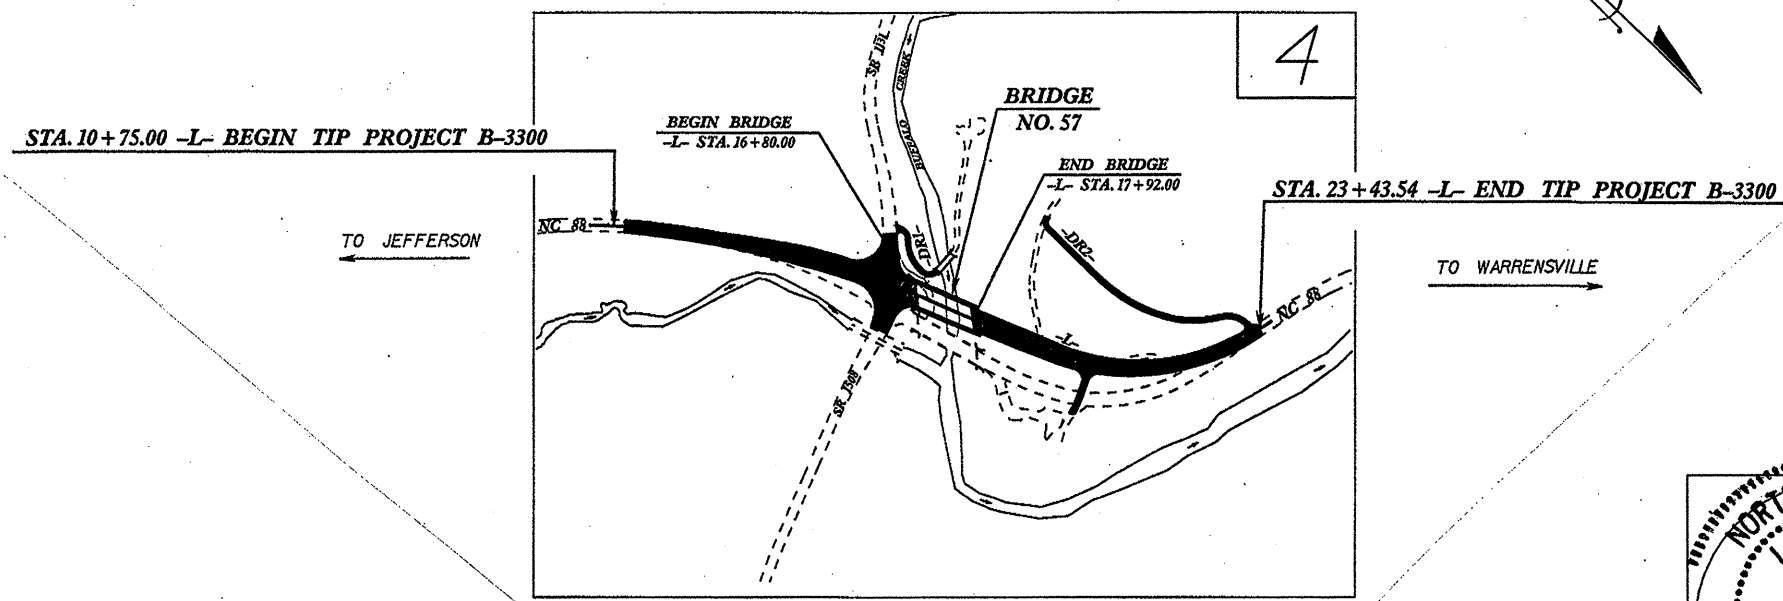 4
BRIDGE
NO. 57
BEGIN BRIDGE
-L- STA. 16+80.00
STA. 10+75.00 -L- BEGIN TIP PROJECT B-3300
END BRIDGE
-L- STA. 17+92.00
STA. 23+43.54 -L- END TIP PROJECT B-3300
SR 1131
CREEK
BUFFALO
NC 88
TO JEFFERSON
-DR1-
-DR2-
TO WARRENSVILLE
NC 88
-L-
SR 1308